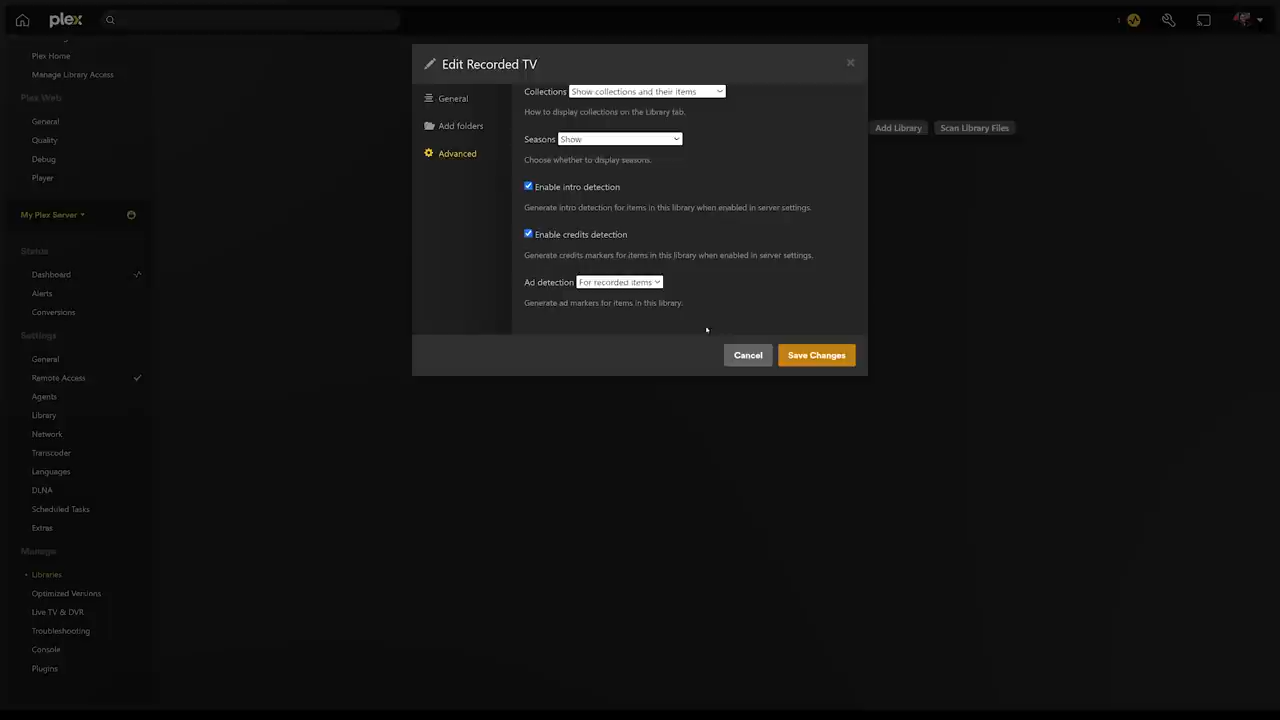 plex
1
Plex Home
Manage Library Access
Plex Web
General
Quality
Debug
Player
My Plex Server
Status
Dashboard
Alerts
Conversions
Settings
General
Remote Access
Agents
Library
Network
Transcoder
Languages
DLNA
Scheduled Tasks
Extras
Manage
Libraries
Optimized Versions
Live TV & DVR
Troubleshooting
Console
Plugins
Edit Recorded TV
General
Add folders
Advanced
Collections Show collections and their items
How to display collections on the Library tab.
Seasons Show
Choose whether to display seasons.
Enable intro detection
Generate intro detection for items in this library when enabled in server settings.
Enable credits detection
Generate credits markers for items in this library when enabled in server settings.
Ad detection For recorded items
Generate ad markers for items in this library.
Cancel Save Changes
Add Library Scan Library Files